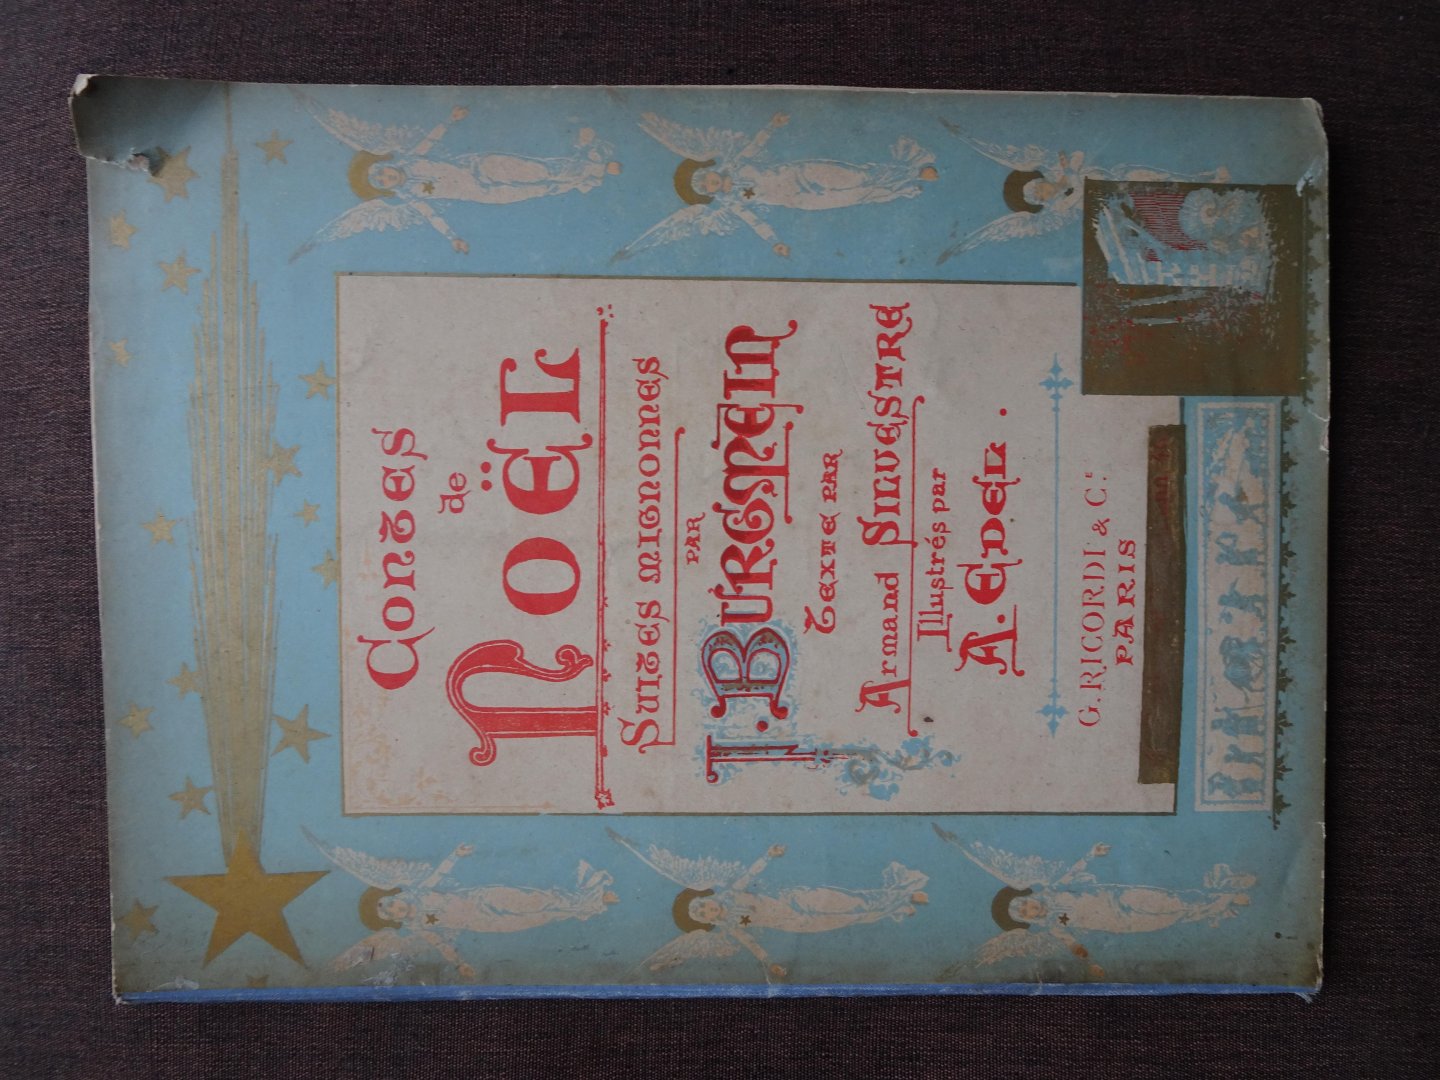 Contes
de
Noël
Suites mignonnes
PAR
I. BURGMEIN
Texte par
Armand Silvestre
Illustrés par
A. EDEL.
G. RICORDI & Cie.
PARIS